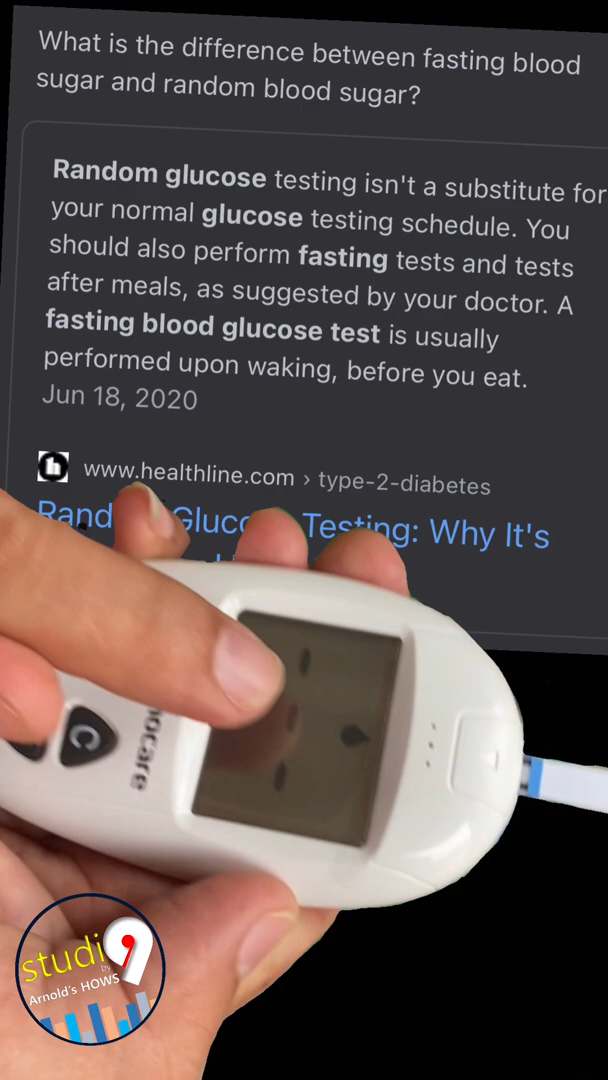 What is the difference between fasting blood
sugar and random blood sugar?
Random glucose testing isn't a substitute for
your normal glucose testing schedule. You
should also perform fasting tests and tests
after meals, as suggested by your doctor. A
fasting blood glucose test is usually
performed upon waking, before you eat.
Jun 18, 2020
www.healthline.com › type-2-diabetes
Testing: Why It's
C
studi9
by
Arnold's HOWS